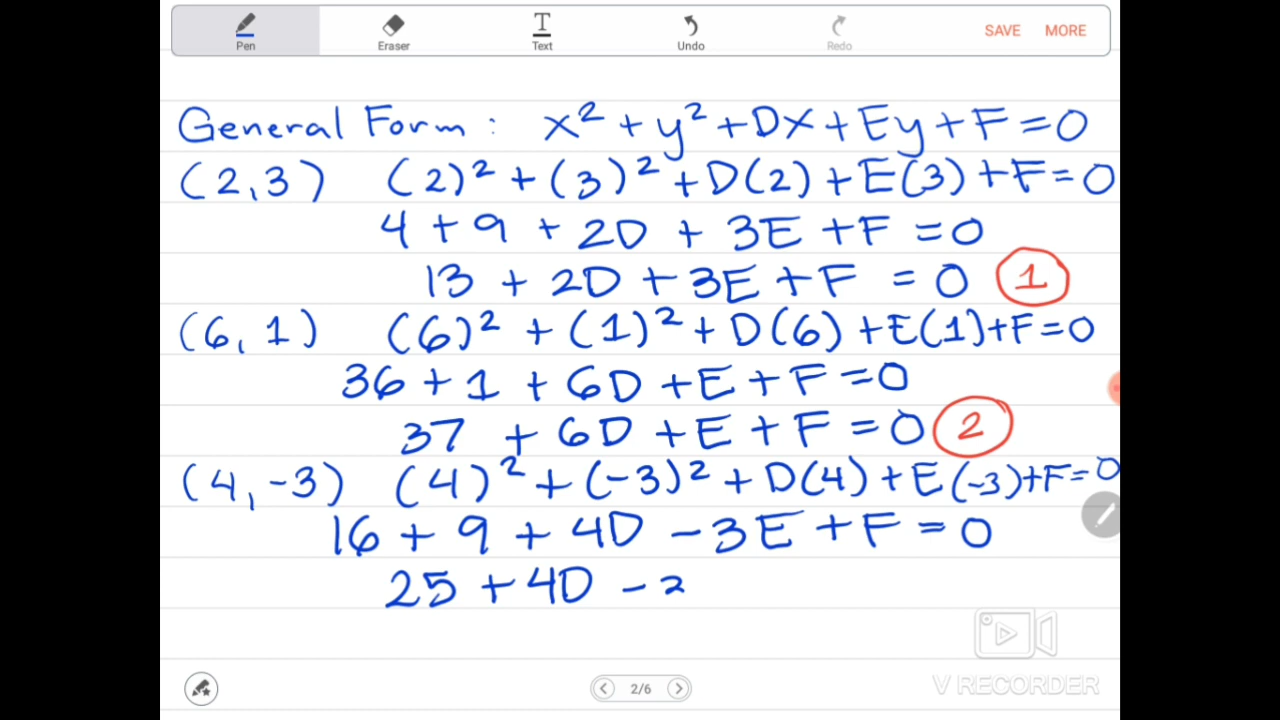 Pen Eraser Text Undo Redo SAVE MORE
General Form: x² + y² + Dx + Ey + F = 0
(2,3) (2)² + (3)² + D(2) + E(3) + F = 0
4 + 9 + 2D + 3E + F = 0
13 + 2D + 3E + F = 0 1
(6,1) (6)² + (1)² + D(6) + E(1) + F = 0
36 + 1 + 6D + E + F = 0
37 + 6D + E + F = 0 2
(4,-3) (4)² + (-3)² + D(4) + E(-3) + F = 0
16 + 9 + 4D - 3E + F = 0
25 + 4D -
2/6
V RECORDER